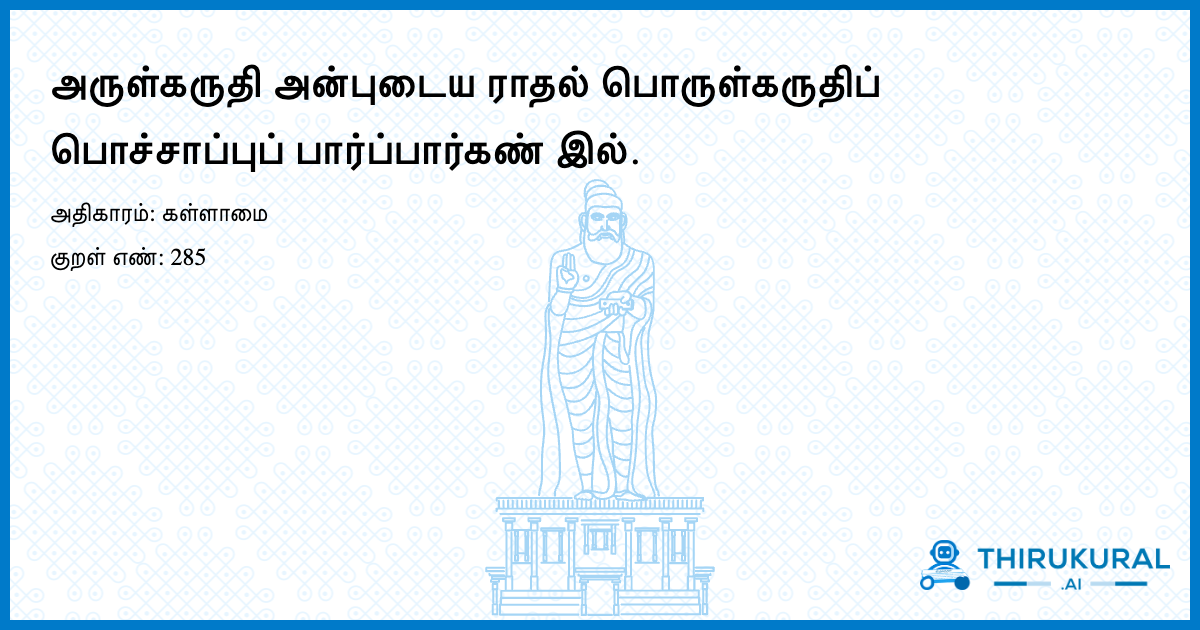 அருள்கருதி அன்புடைய ராதல் பொருள்கருதிப்
பொச்சாப்புப் பார்ப்பார்கண் இல்.
அதிகாரம்: கள்ளாமை
குறள் எண்: 285
THIRUKURAL
.AI